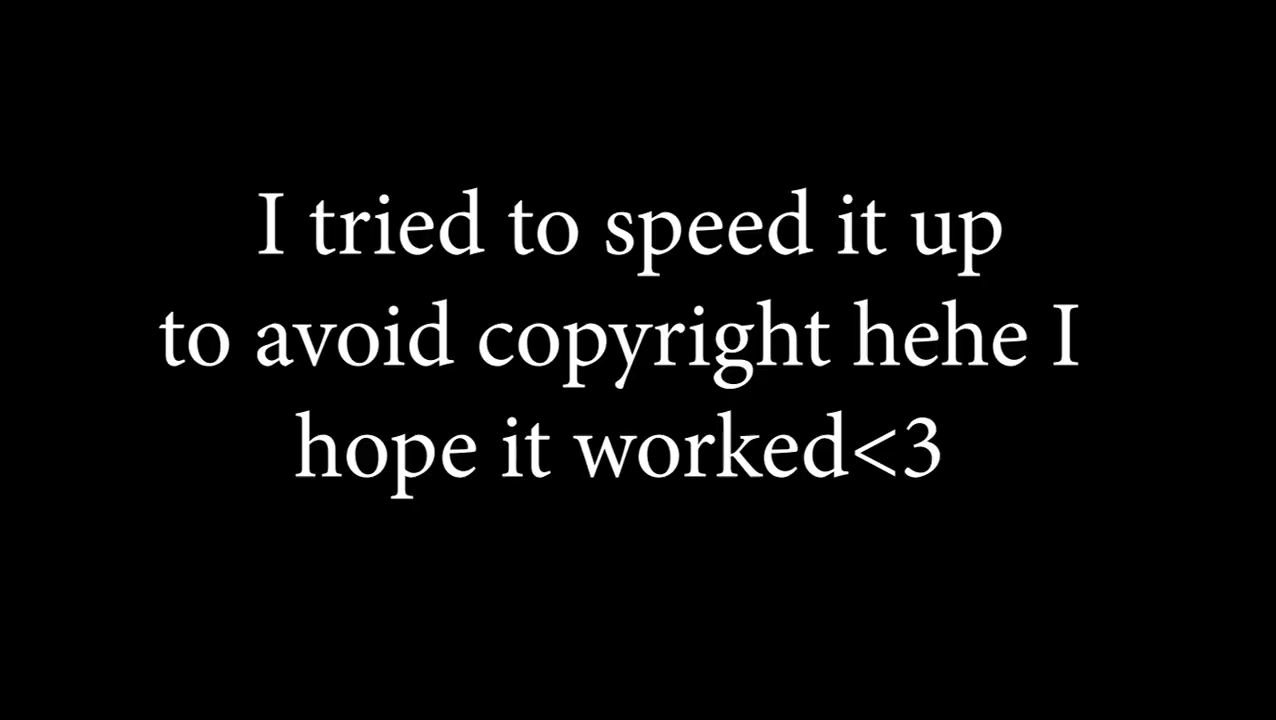 I tried to speed it up
to avoid copyright hehe I
hope it worked<3